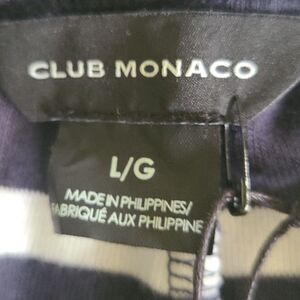 CLUB MONACO
L/G
MADE IN PHILIPPINES/
FABRIQUÉ AUX PHILIPPINE